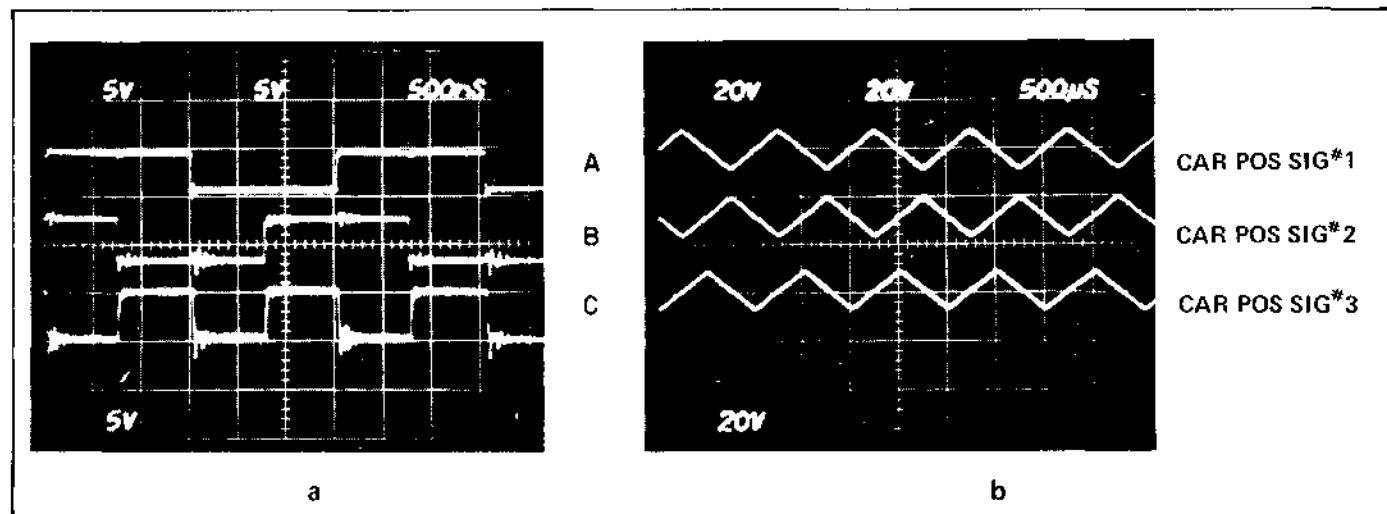 5V 5V 500nS
A
B
C
5V
a
20V 20V 500µS
CAR POS SIG#1
CAR POS SIG#2
CAR POS SIG#3
20V
b